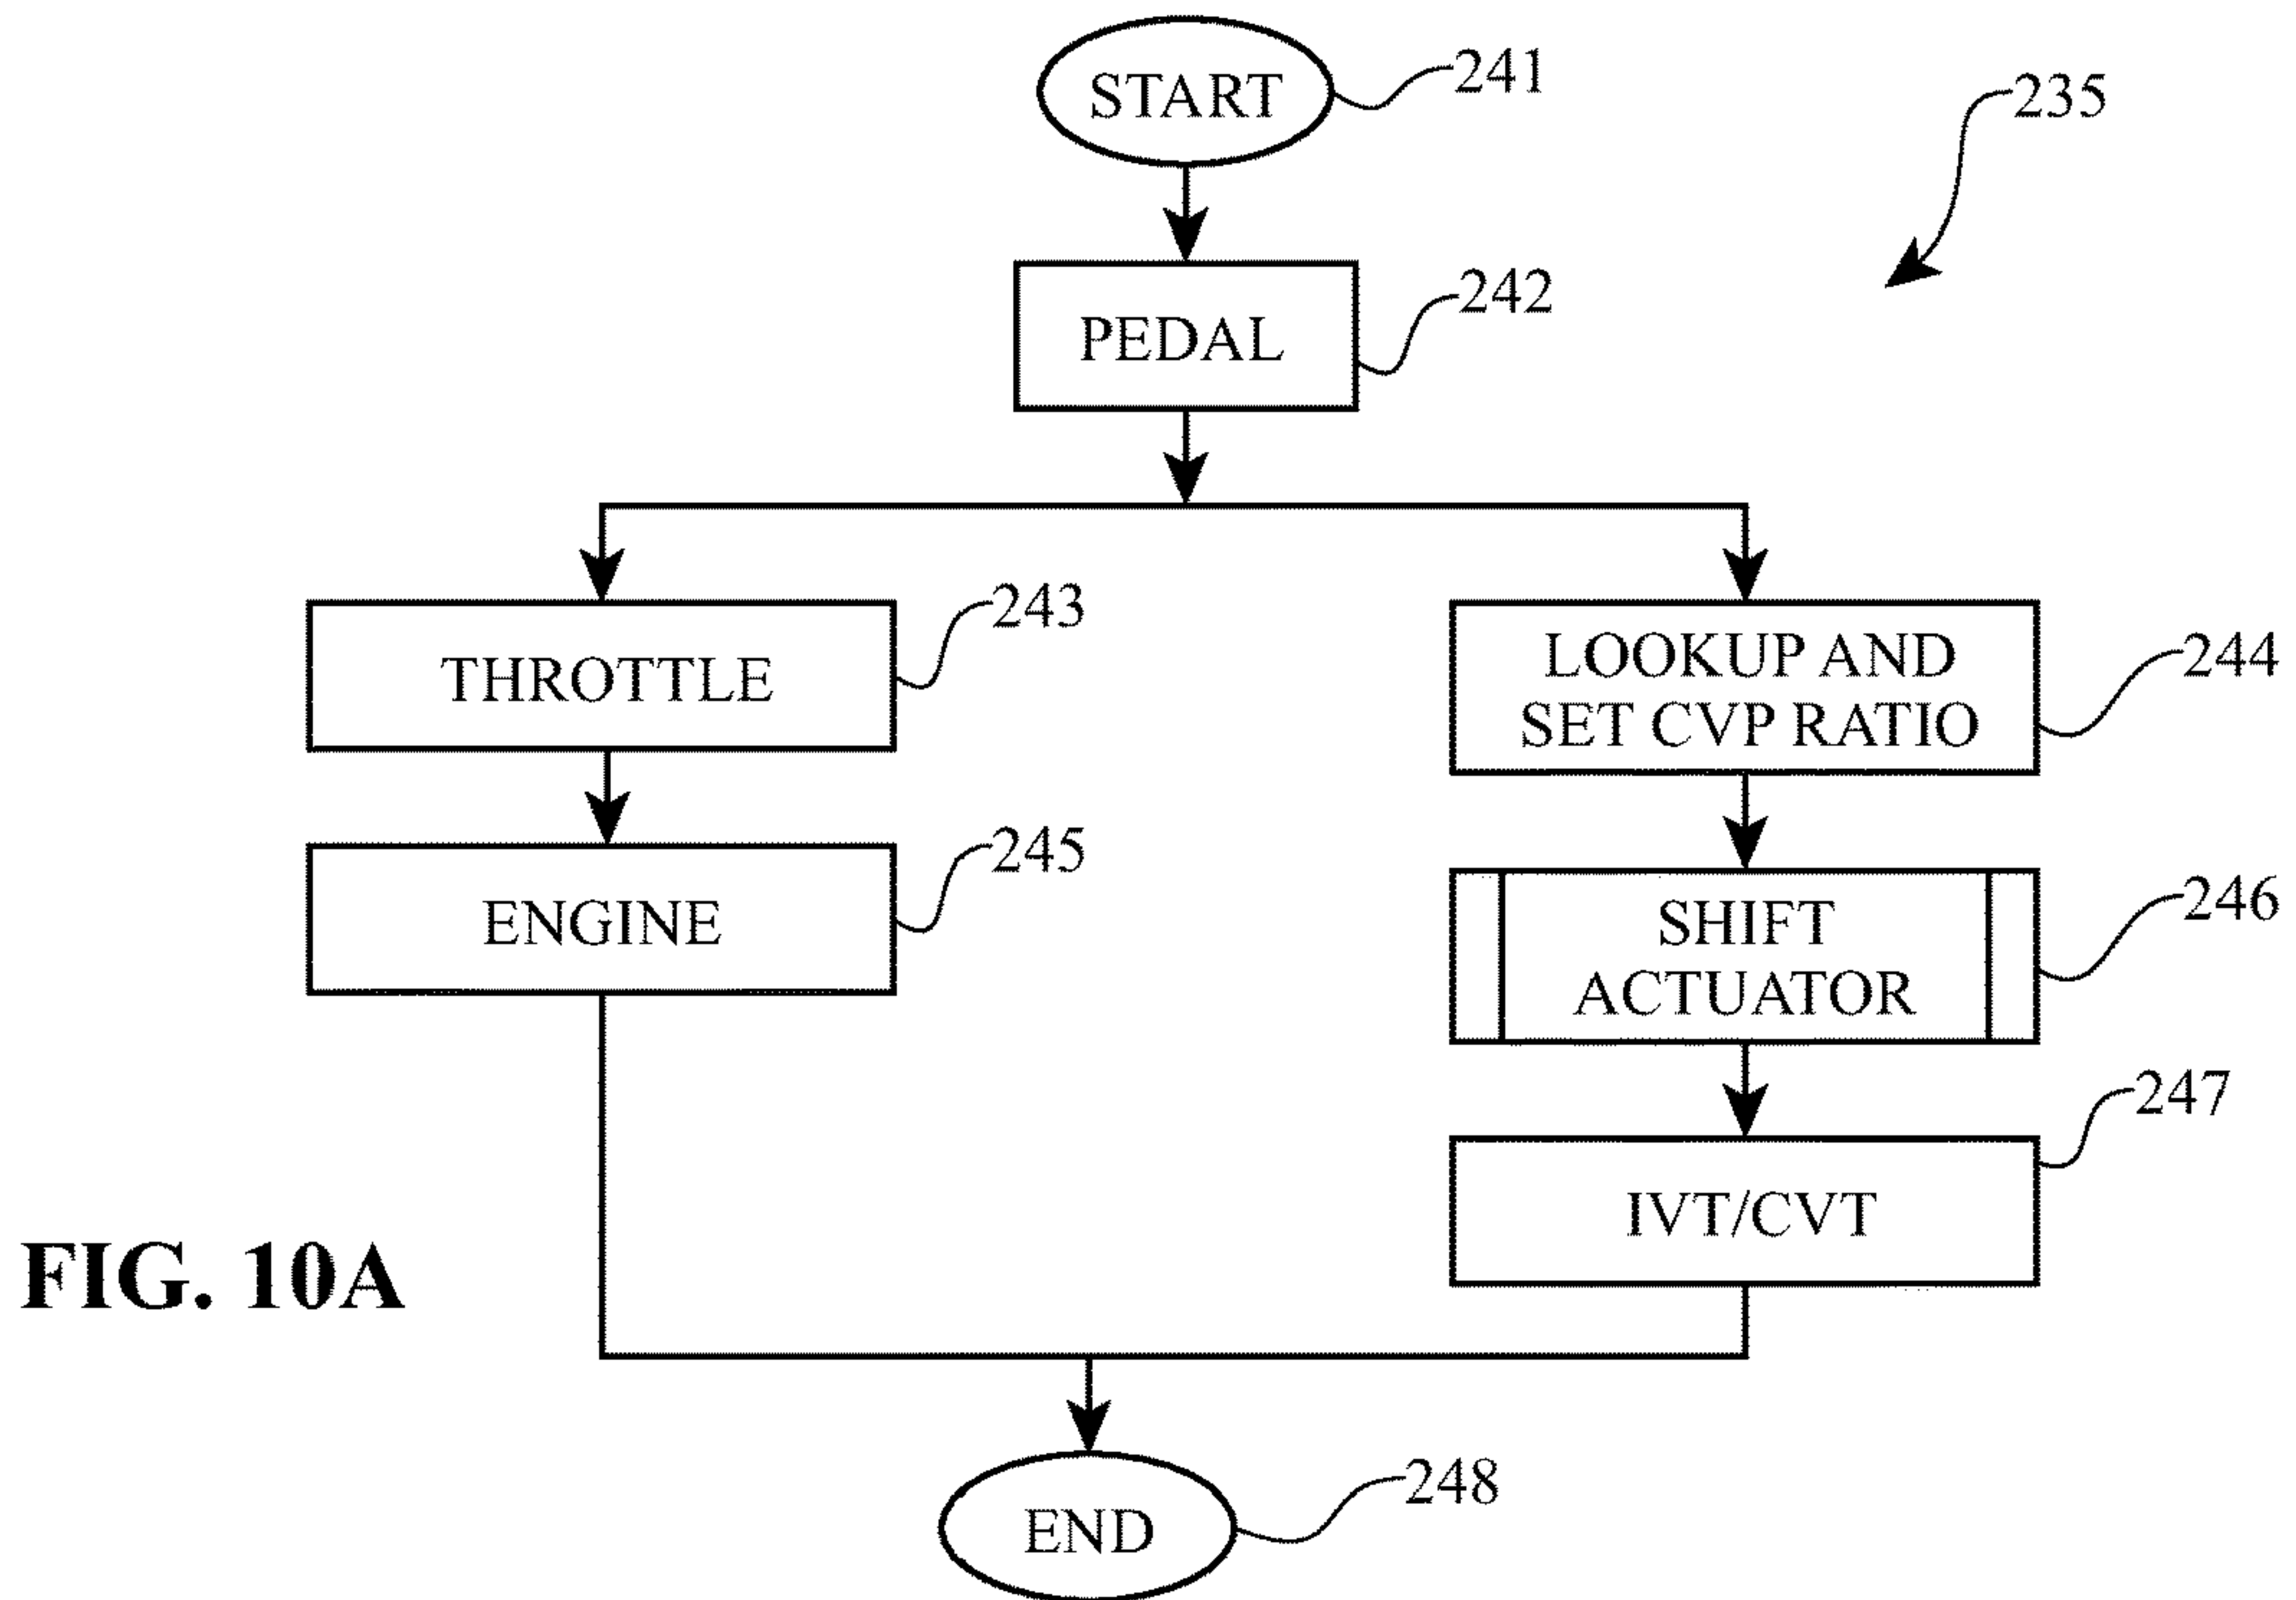 START
241
235
PEDAL
242
THROTTLE
243
LOOKUP AND
SET CVP RATIO
244
ENGINE
245
SHIFT
ACTUATOR
246
IVT/CVT
247
FIG. 10A
END
248